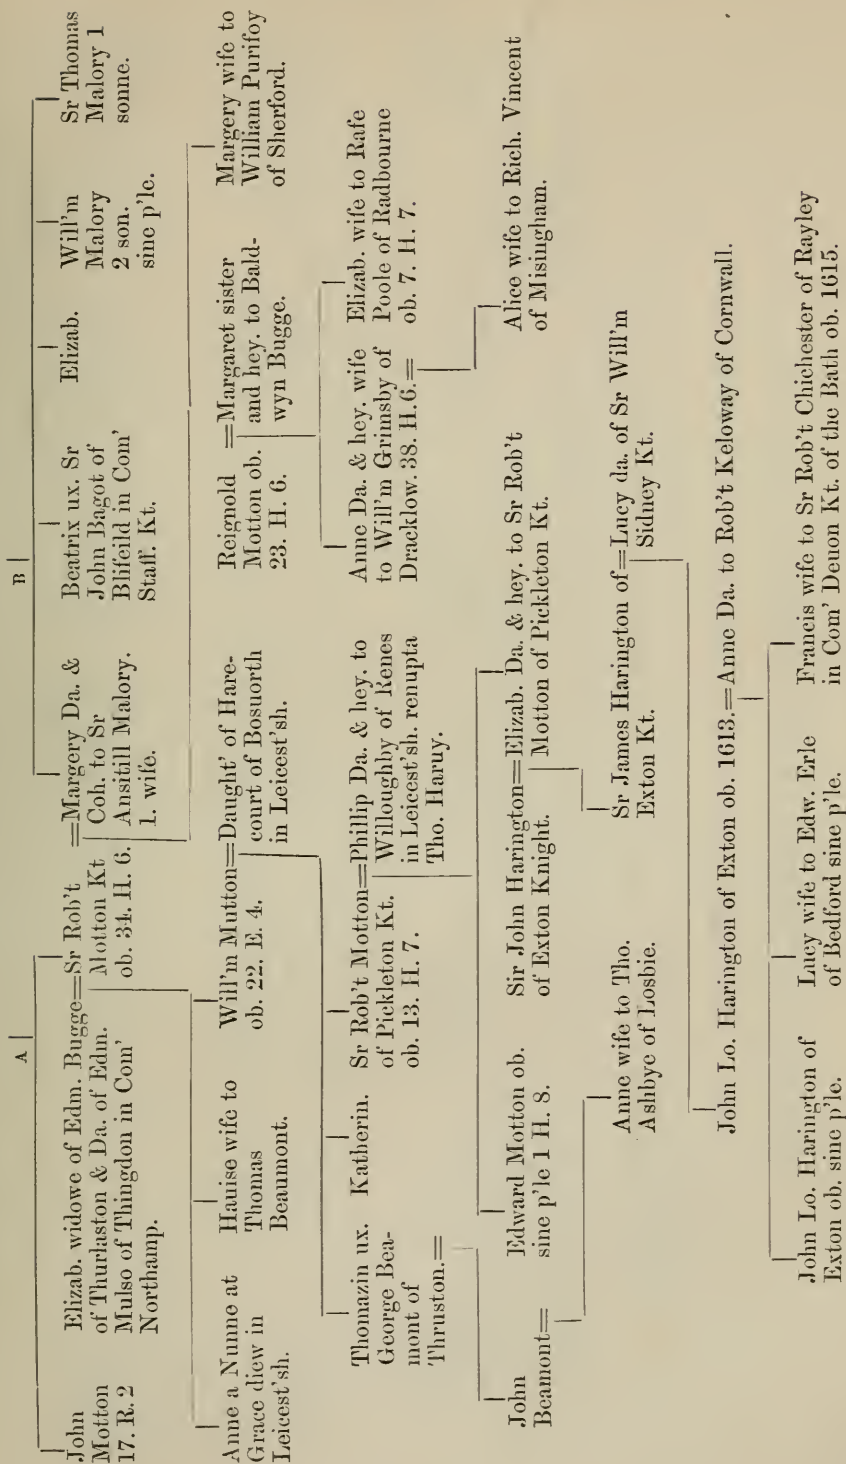 A
B
John
Motton
17. R. 2
Elizab. widowe of Edm. Bugge=Sr Rob't
of Thurlaston & Da. of Edm.
Mulso of Thingdon in Com'
Northamp.
Motton Kt
ob. 34. H. 6.
=Margery Da. &
Coh. to Sr
Ansitill Malory.
1. wife.
Beatrix ux. Sr
John Bagot of
Blifeild in Com'
Staff. Kt.
Elizab.
Will'm
Malory
2 son.
sine p'le.
Sr Thomas
Malory 1
sonne.
Anne a Nunne at
Grace diew in
Leicest'sh.
Hauise wife to
Thomas
Beaumont.
Will'm Mutton=Daught' of Hare-
ob. 22. E. 4.
court of Bosuorth
in Leicest'sh.
Reignold
Motton ob.
23. H. 6.
=Margaret sister
and hey. to Bald-
wyn Bugge.
Margery wife to
William Purifoy
of Sherford.
Thomazin ux.
George Bea-
mont of
Thruston.=
Katherin.
Sr Rob't Motton=Phillip Da. & hey. to
of Pickleton Kt.
ob. 13. H. 7.
Willoughby of Kenes
in Leicest'sh. renupta
Tho. Haruy.
Anne Da. & hey. wife
to Will'm Grimsby of
Dracklow. 38. H.6.=
Elizab. wife to Rafe
Poole of Radbourne
ob. 7. H. 7.
John
Beamont=
Edward Motton ob.
sine p'le 1 H. 8.
Sir John Harington=Elizab. Da. & hey. to Sr Rob't
of Exton Knight.
Motton of Pickleton Kt.
Alice wife to Rich. Vincent
of Misingham.
Anne wife to Tho.
Ashbye of Losbie.
Sr James Harington of=Lucy da. of Sr Will'm
Exton Kt.
Sidney Kt.
John Lo. Harington of Exton ob. 1613.=Anne Da. to Rob't Keloway of Cornwall.
John Lo. Harington of
Exton ob. sine p'le.
Lucy wife to Edw. Erle
of Bedford sine p'le.
Francis wife to Sr Rob't Chichester of Rayley
in Com' Deuon Kt. of the Bath ob. 1615.